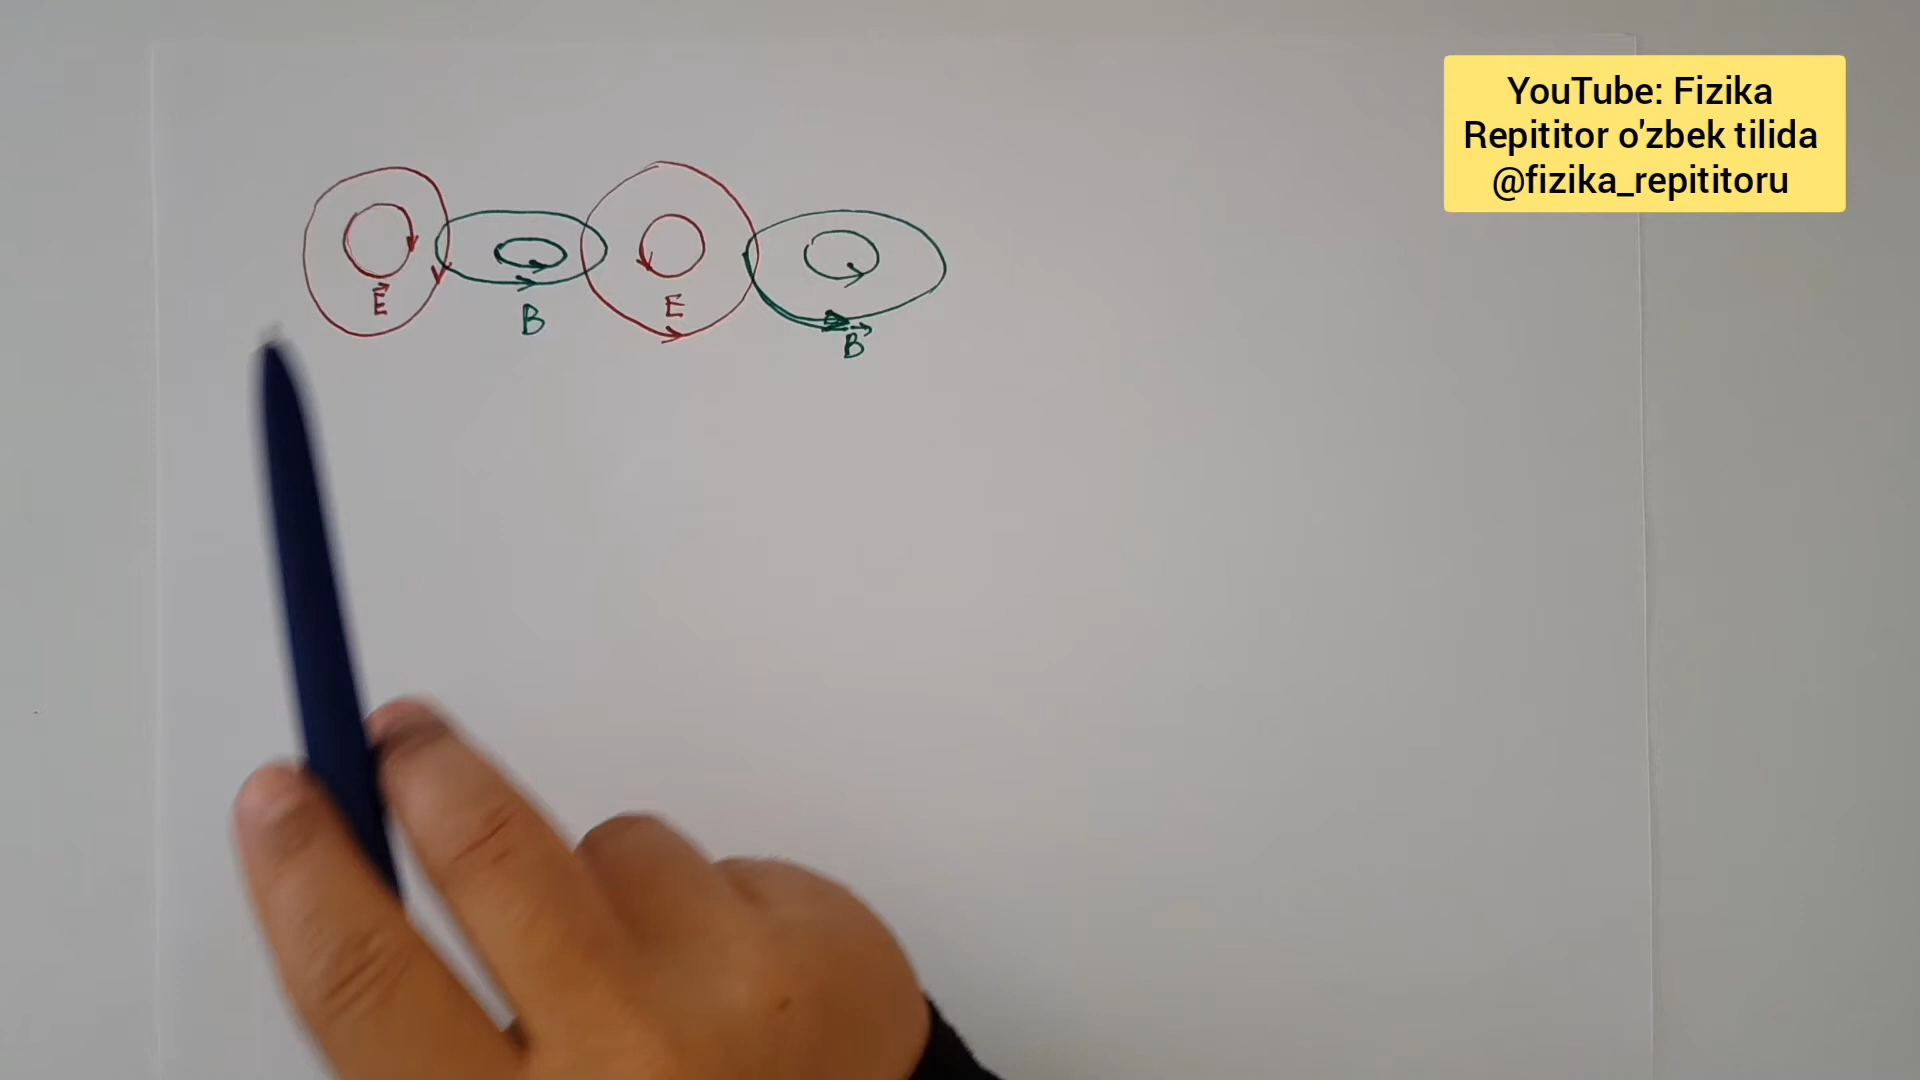 YouTube: Fizika
Repititor o'zbek tilida
@fizika_repititoru
E⃗
B
E
B⃗